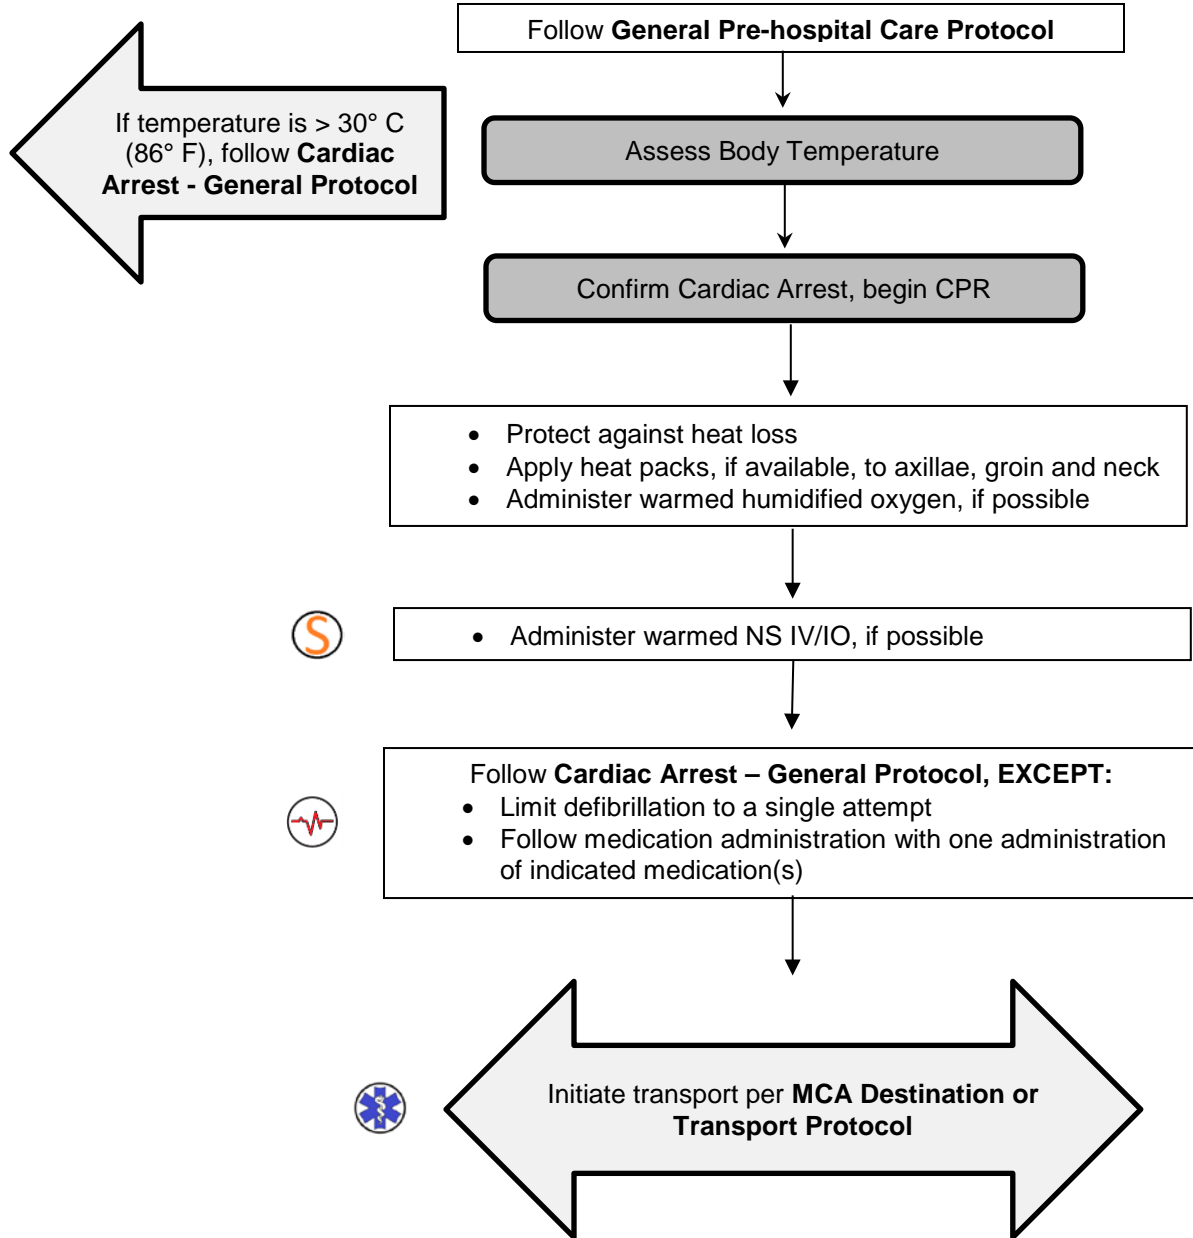 Follow General Pre-hospital Care Protocol
If temperature is > 30° C
(86° F), follow Cardiac
Arrest - General Protocol
Assess Body Temperature
Confirm Cardiac Arrest, begin CPR
• Protect against heat loss
• Apply heat packs, if available, to axillae, groin and neck
• Administer warmed humidified oxygen, if possible
S
• Administer warmed NS IV/IO, if possible
Follow Cardiac Arrest – General Protocol, EXCEPT:
• Limit defibrillation to a single attempt
• Follow medication administration with one administration
of indicated medication(s)
Initiate transport per MCA Destination or
Transport Protocol